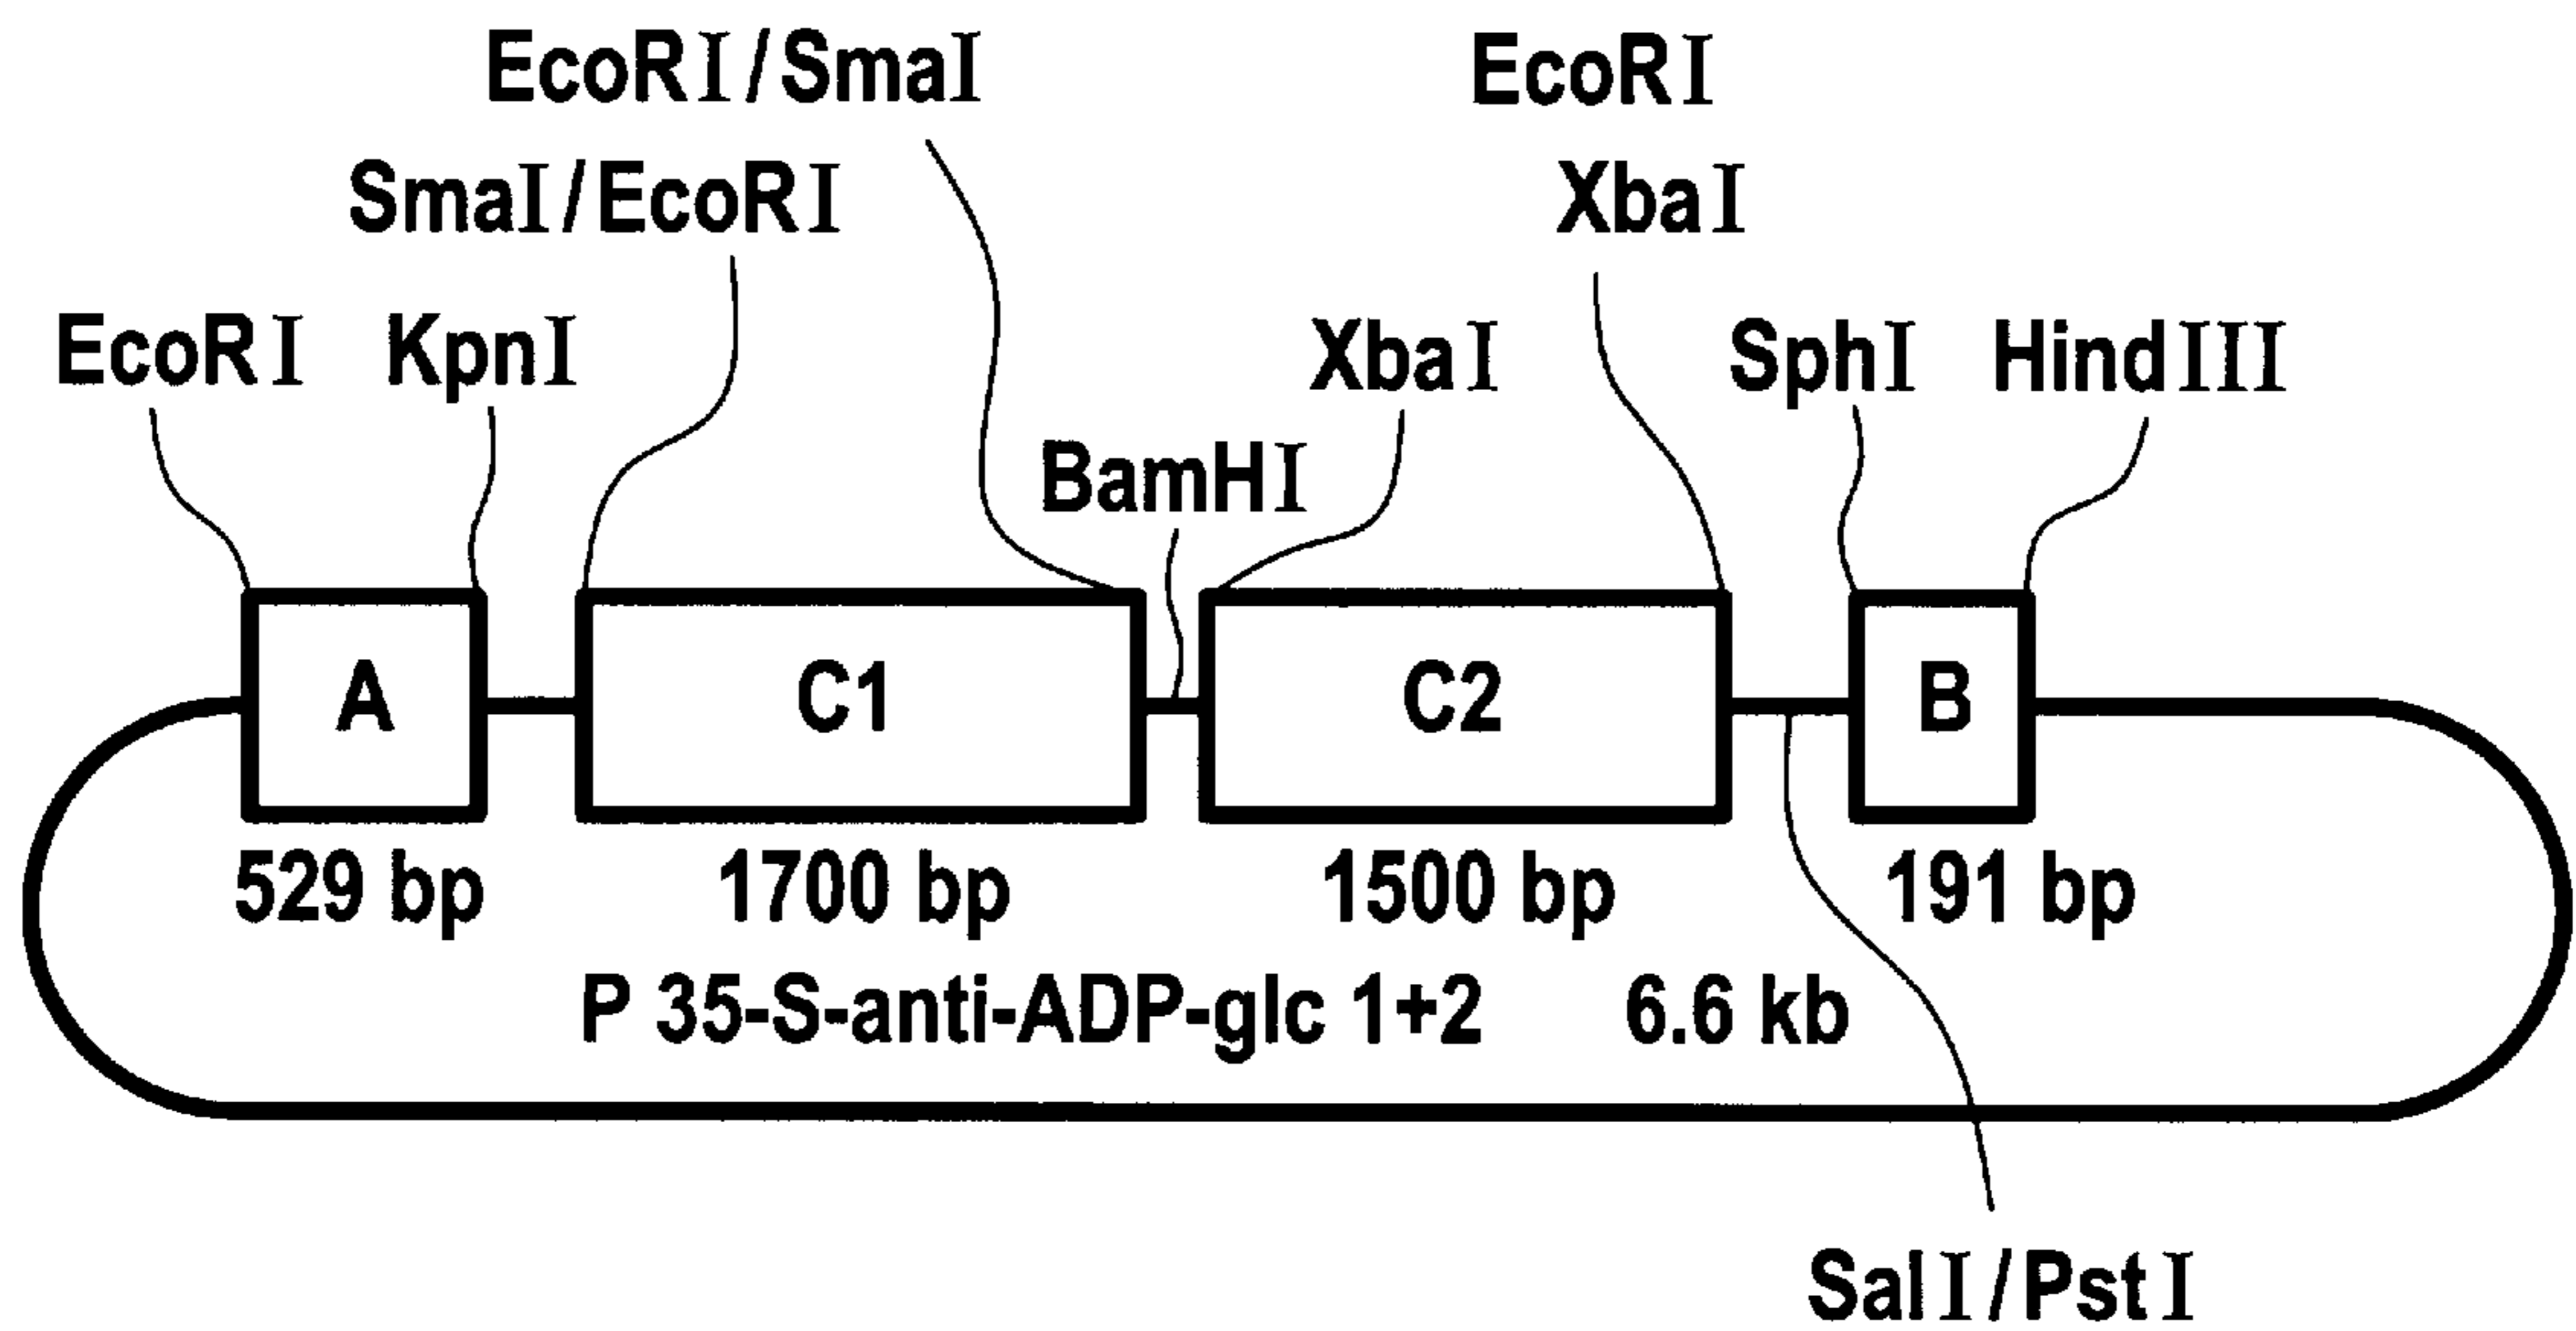 EcoRI/SmaI
EcoRI
SmaI/EcoRI
XbaI
EcoRI
KpnI
XbaI
SphI
HindIII
BamHI
A
C1
C2
B
529 bp
1700 bp
1500 bp
191 bp
P 35-S-anti-ADP-glc 1+2 6.6 kb
SalI/PstI